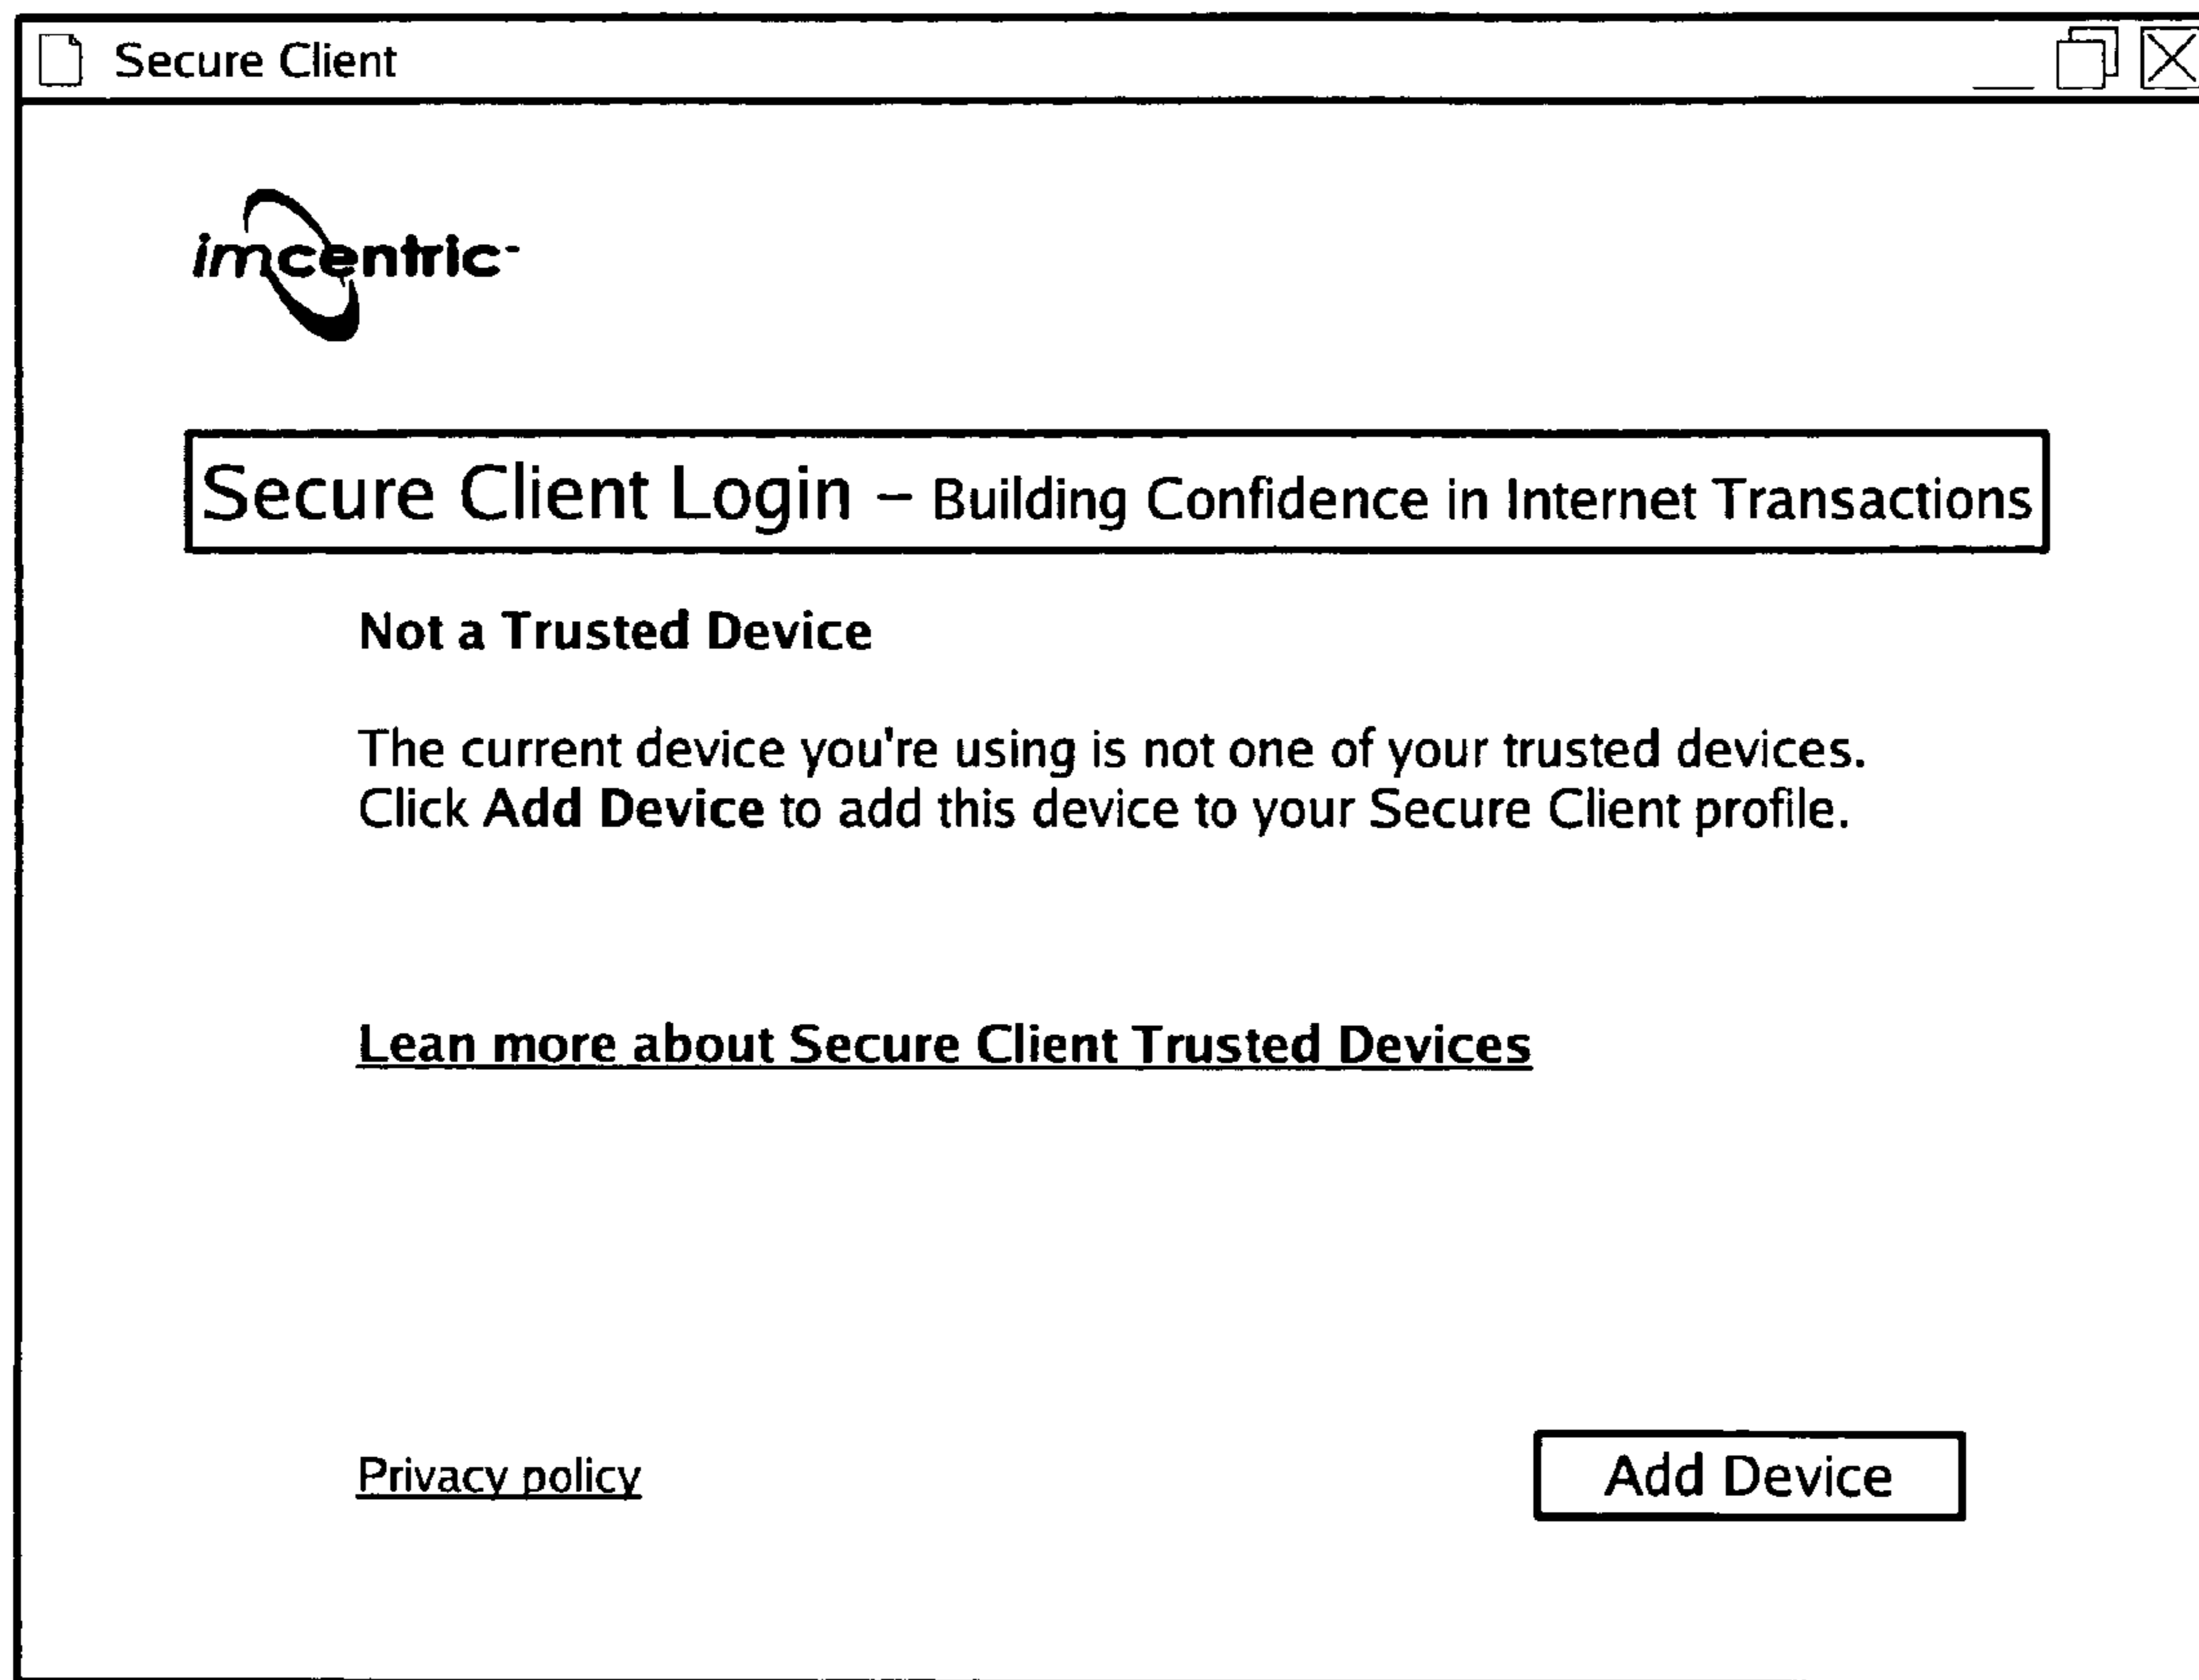 Secure Client
imcentric
Secure Client Login – Building Confidence in Internet Transactions
Not a Trusted Device
The current device you're using is not one of your trusted devices.
Click Add Device to add this device to your Secure Client profile.
Lean more about Secure Client Trusted Devices
Privacy policy
Add Device